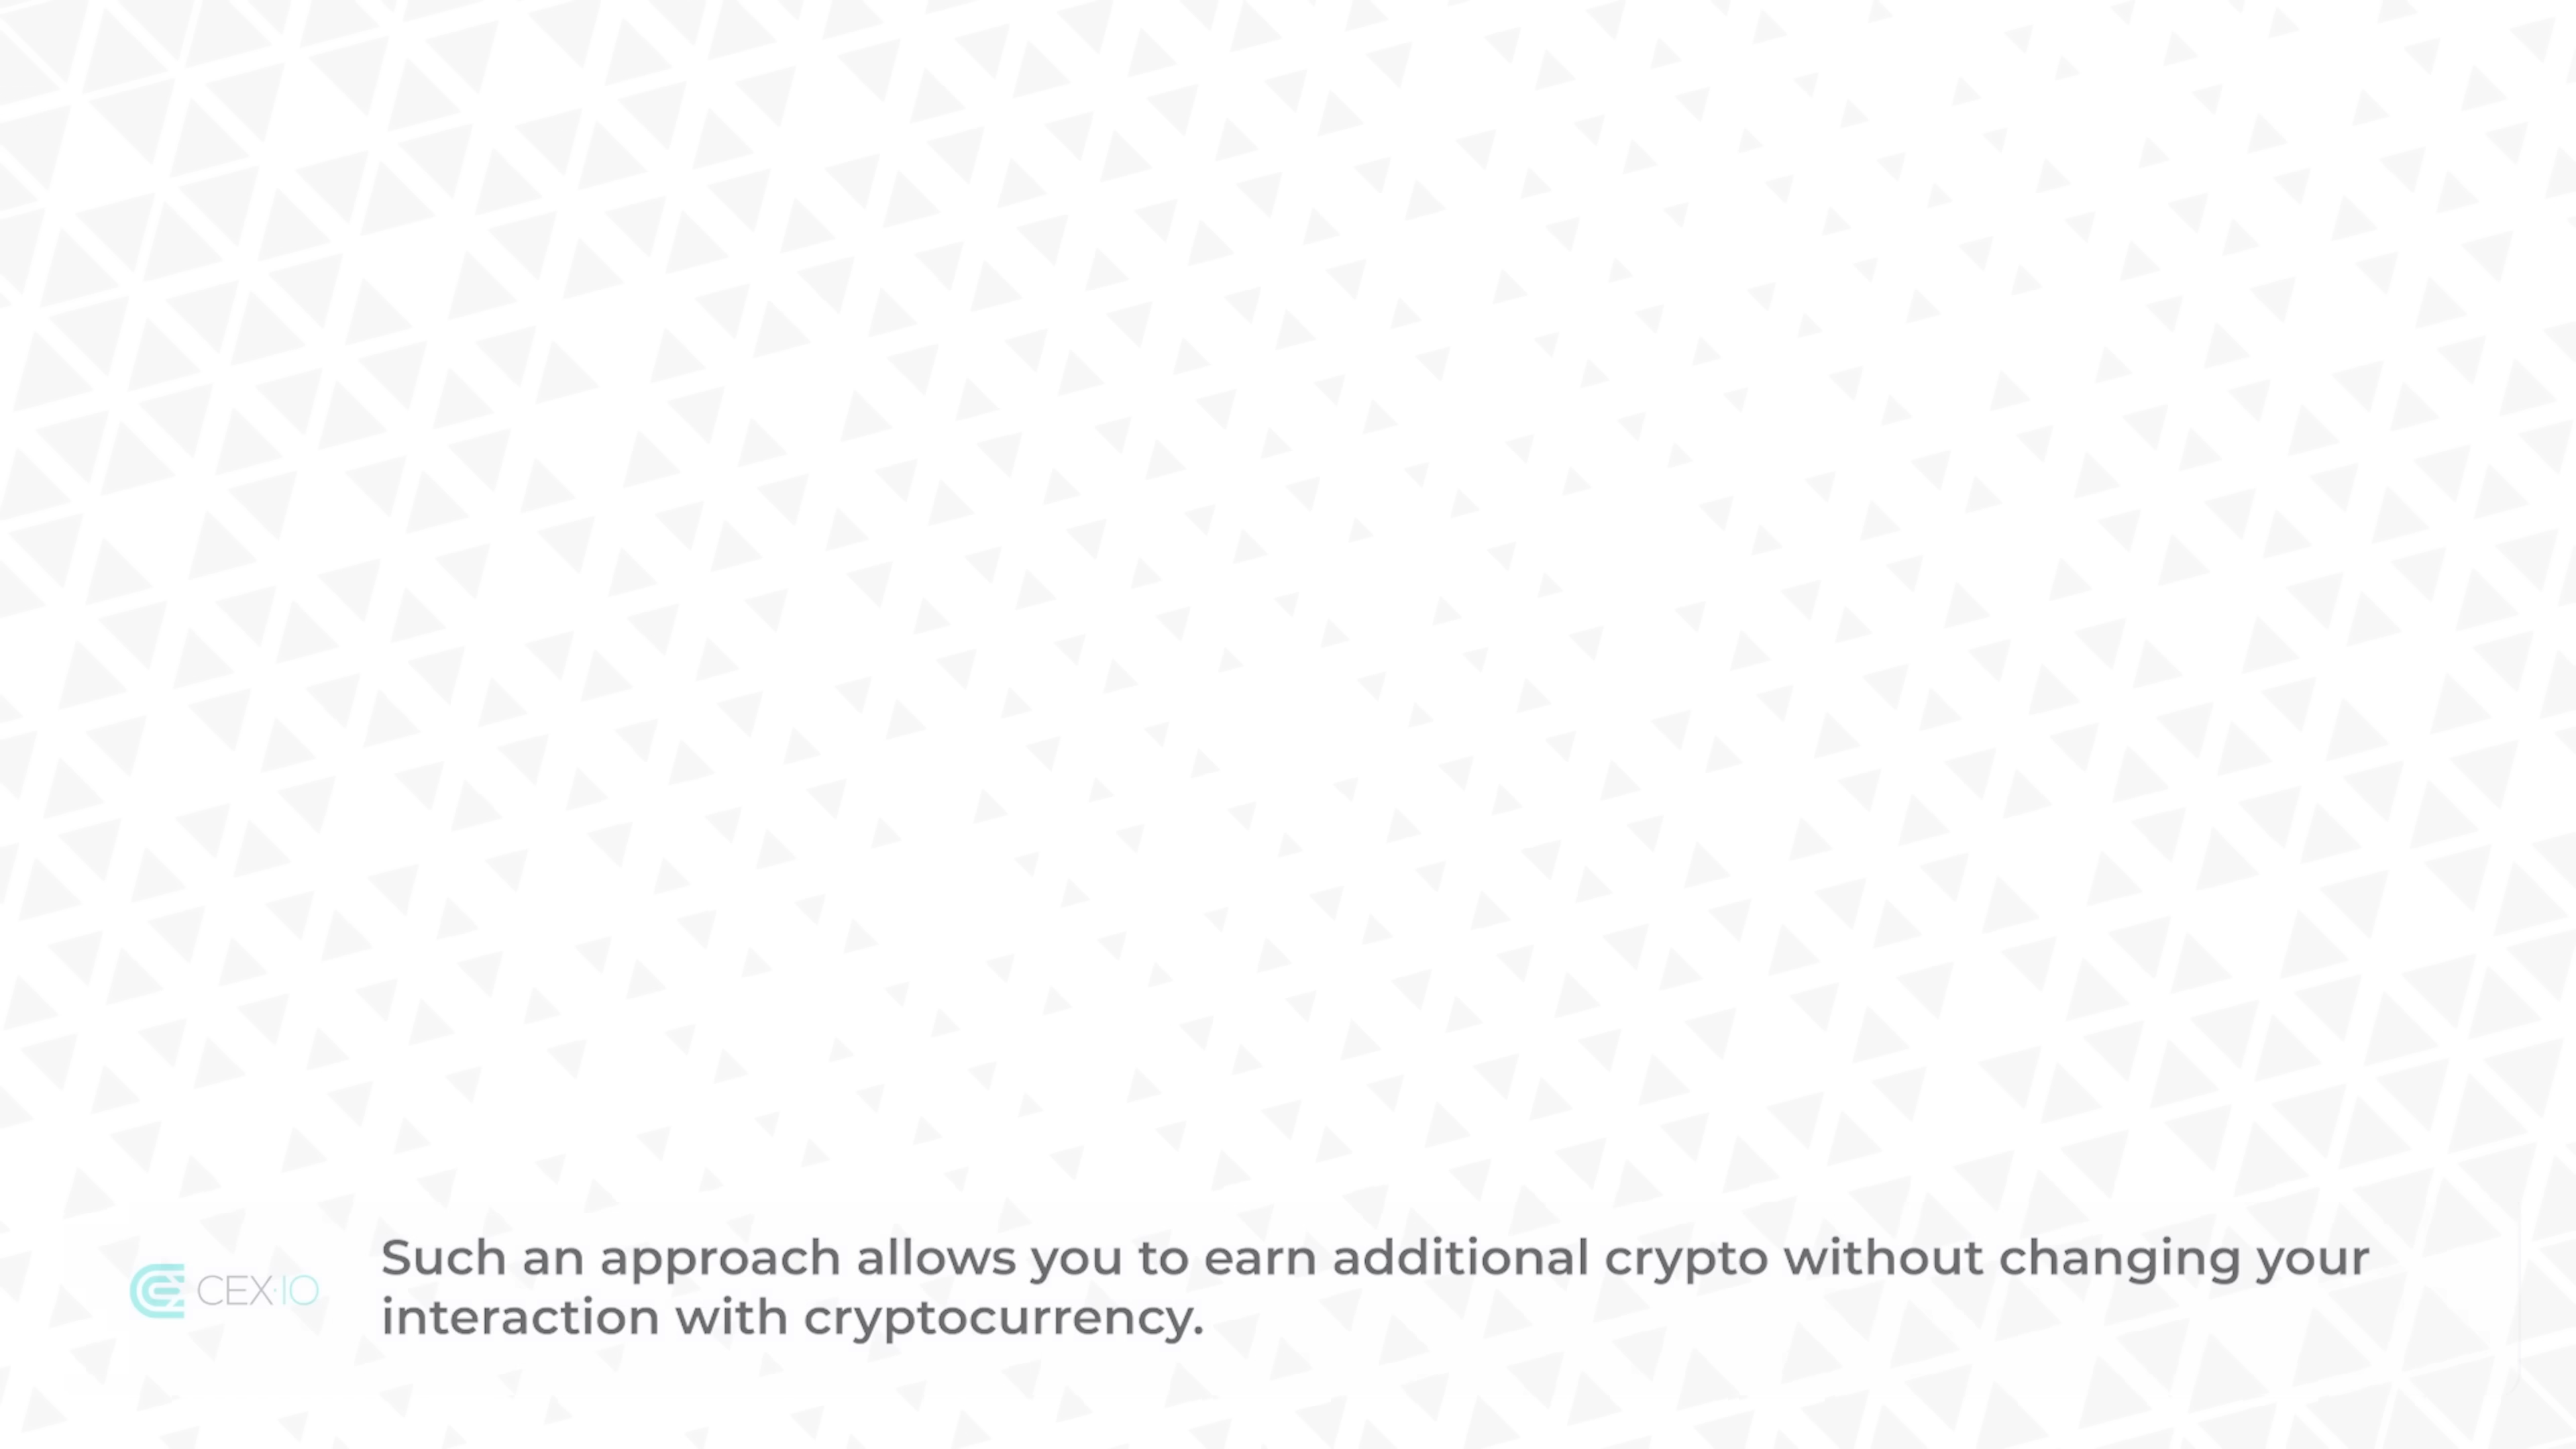 CEX·IO
Such an approach allows you to earn additional crypto without changing your
interaction with cryptocurrency.